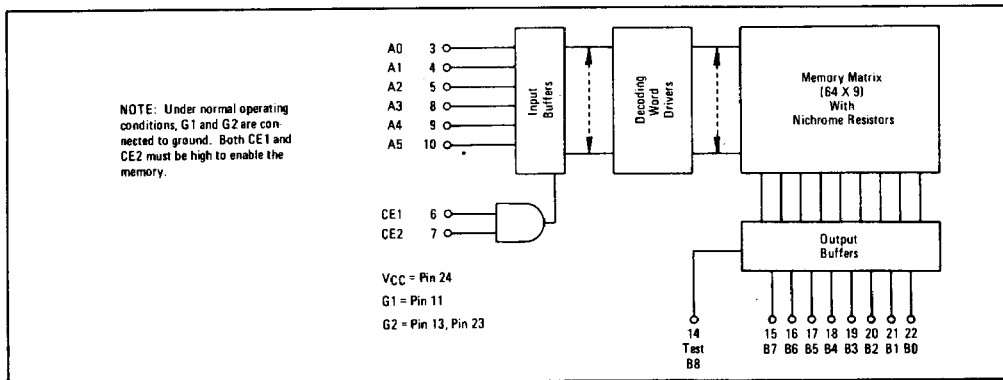 NOTE: Under normal operating
conditions, G1 and G2 are con-
nected to ground. Both CE1 and
CE2 must be high to enable the
memory.
A0 3
A1 4
A2 5
A3 8
A4 9
A5 10
CE1 6
CE2 7
VCC = Pin 24
G1 = Pin 11
G2 = Pin 13, Pin 23
Input
Buffers
Decoding
Word
Drivers
Memory Matrix
(64 X 9)
With
Nichrome Resistors
Output
Buffers
14 15 16 17 18 19 20 21 22
Test B7 B6 B5 B4 B3 B2 B1 B0
B8